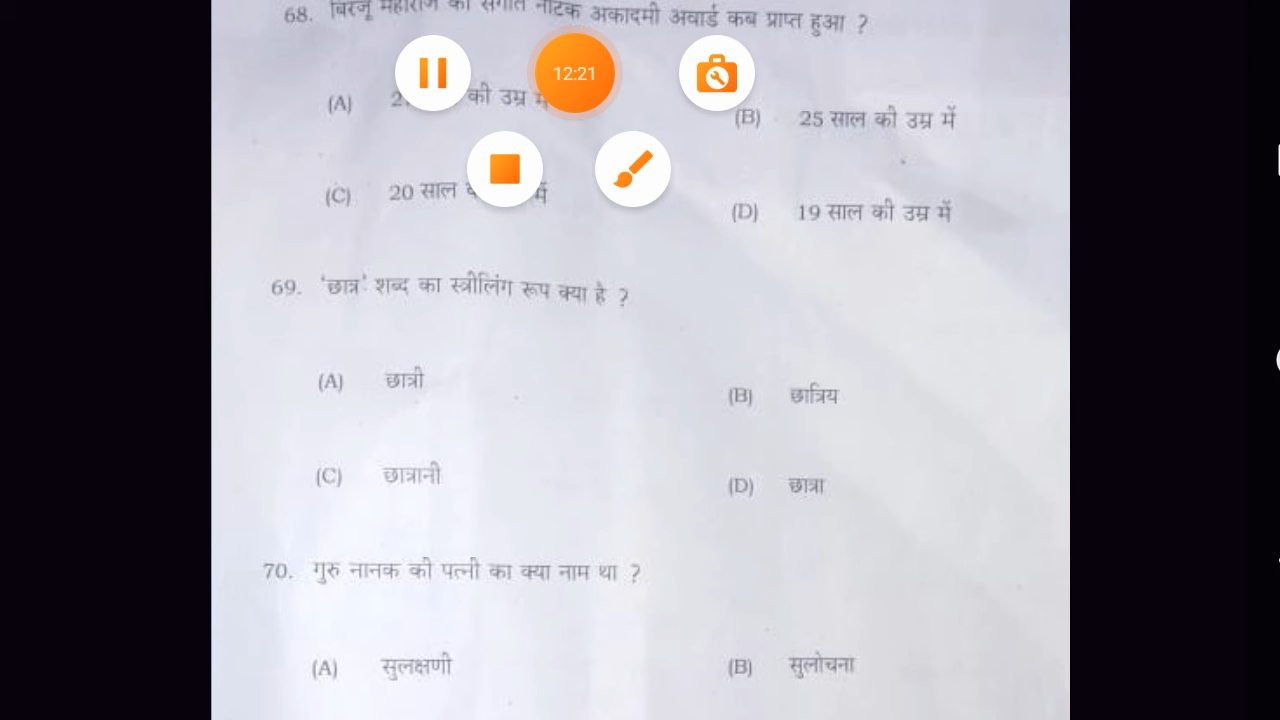 68. बिरजू महाराज को संगीत नाटक अकादमी अवार्ड कब प्राप्त हुआ ?
12:21
(A) की उम्र में
(B) 25 साल की उम्र में
(C) 20 साल में
(D) 19 साल की उम्र में
69. 'छात्र' शब्द का स्त्रीलिंग रूप क्या है ?
(A) छात्री
(B) छात्रिय
(C) छात्रानी
(D) छात्रा
70. गुरु नानक की पत्नी का क्या नाम था ?
(A) सुलक्षणी
(B) सुलोचना